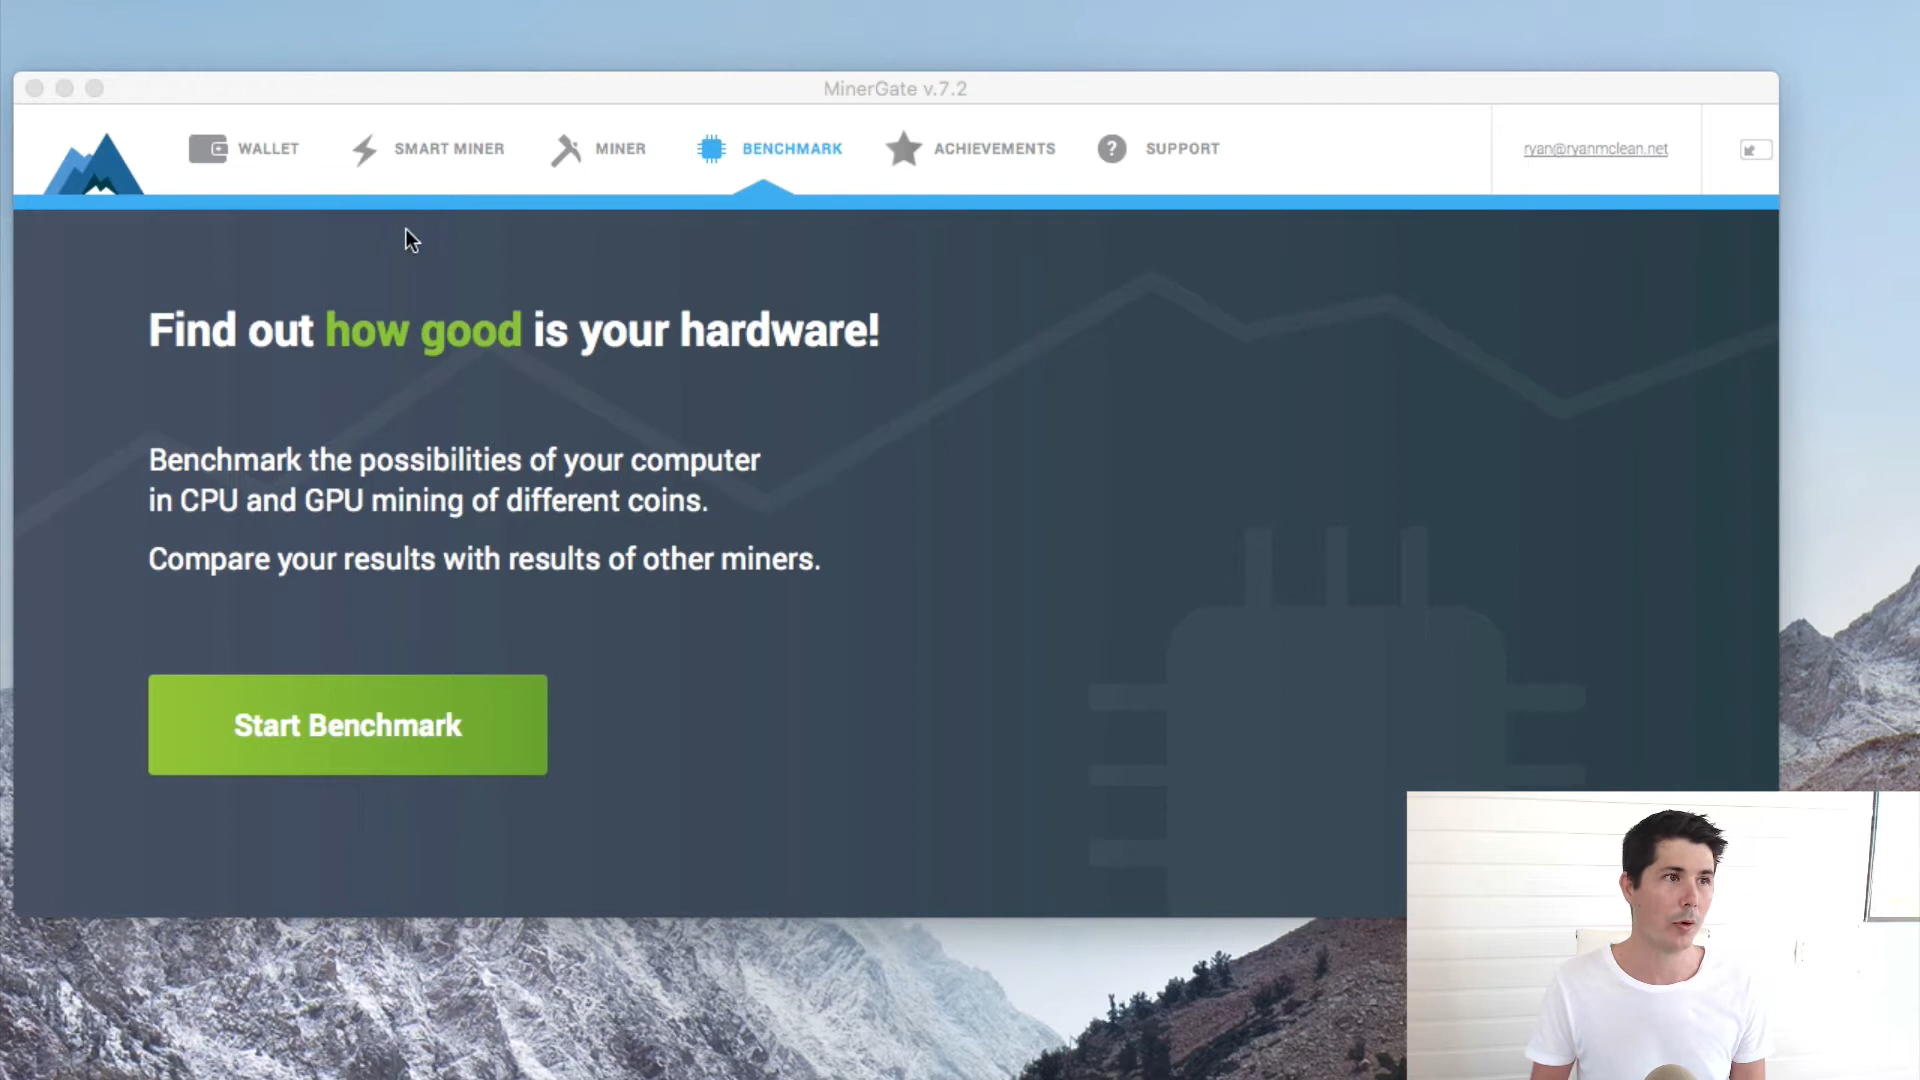 MinerGate v.7.2
WALLET
SMART MINER
MINER
BENCHMARK
ACHIEVEMENTS
? SUPPORT
ryan@ryanmclean.net
Find out how good is your hardware!
Benchmark the possibilities of your computer
in CPU and GPU mining of different coins.
Compare your results with results of other miners.
Start Benchmark